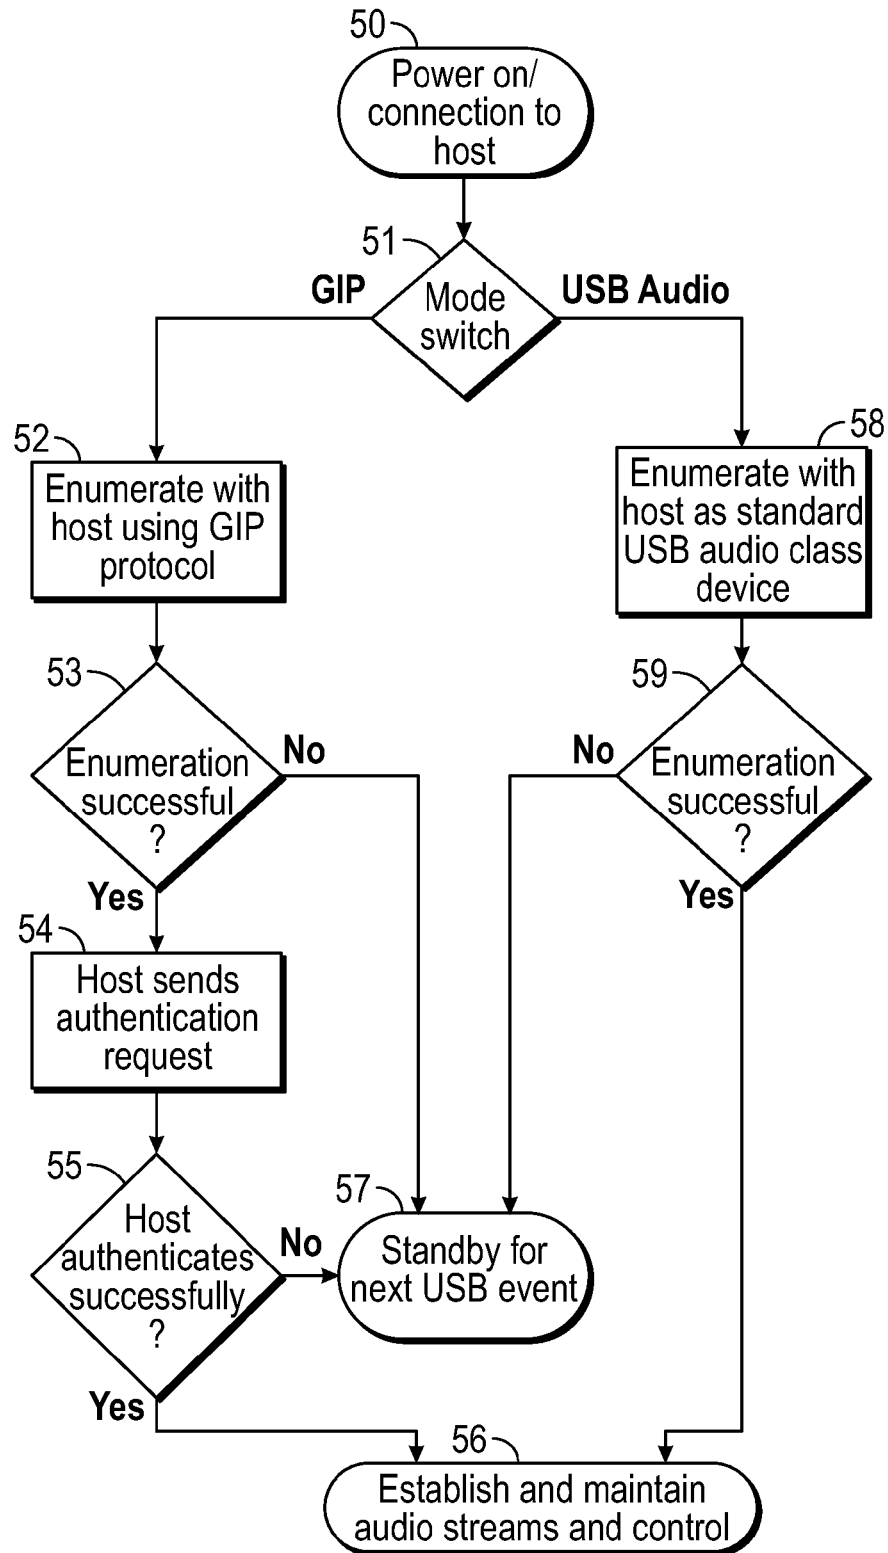 50
Power on/
connection to
host
51
GIP
Mode
switch
USB Audio
52
Enumerate with
host using GIP
protocol
58
Enumerate with
host as standard
USB audio class
device
53
Enumeration
successful
?
No
Yes
59
No
Enumeration
successful
?
Yes
54
Host sends
authentication
request
55
Host
authenticates
successfully
?
No
Yes
57
Standby for
next USB event
56
Establish and maintain
audio streams and control